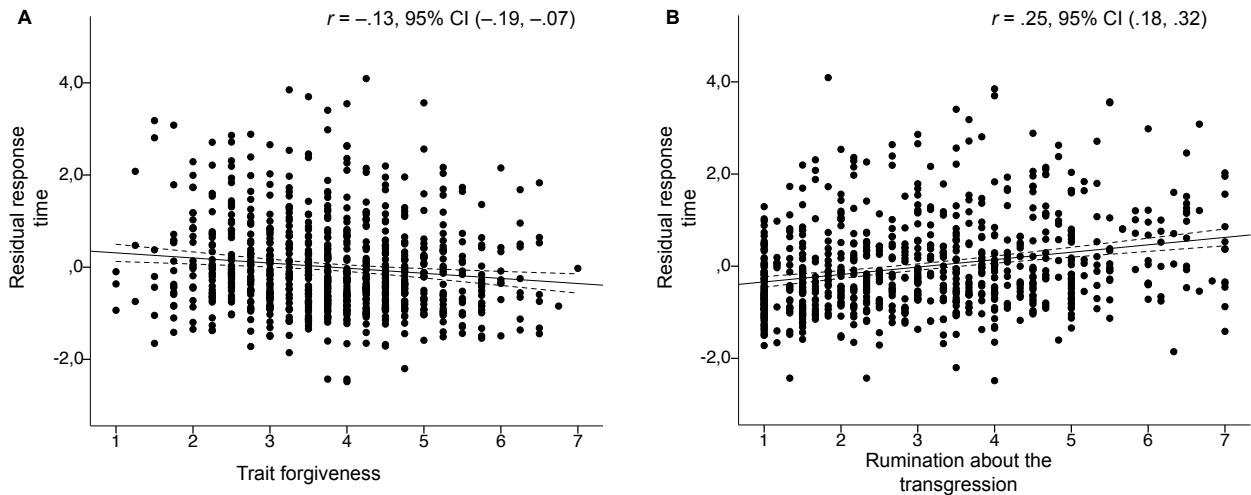 A
r = –.13, 95% CI (–.19, –.07)
4,0
2,0
,0
-2,0
Residual response
time
1 2 3 4 5 6 7
Trait forgiveness
B
r = .25, 95% CI (.18, .32)
4,0
2,0
,0
-2,0
Residual response
time
1 2 3 4 5 6 7
Rumination about the
transgression